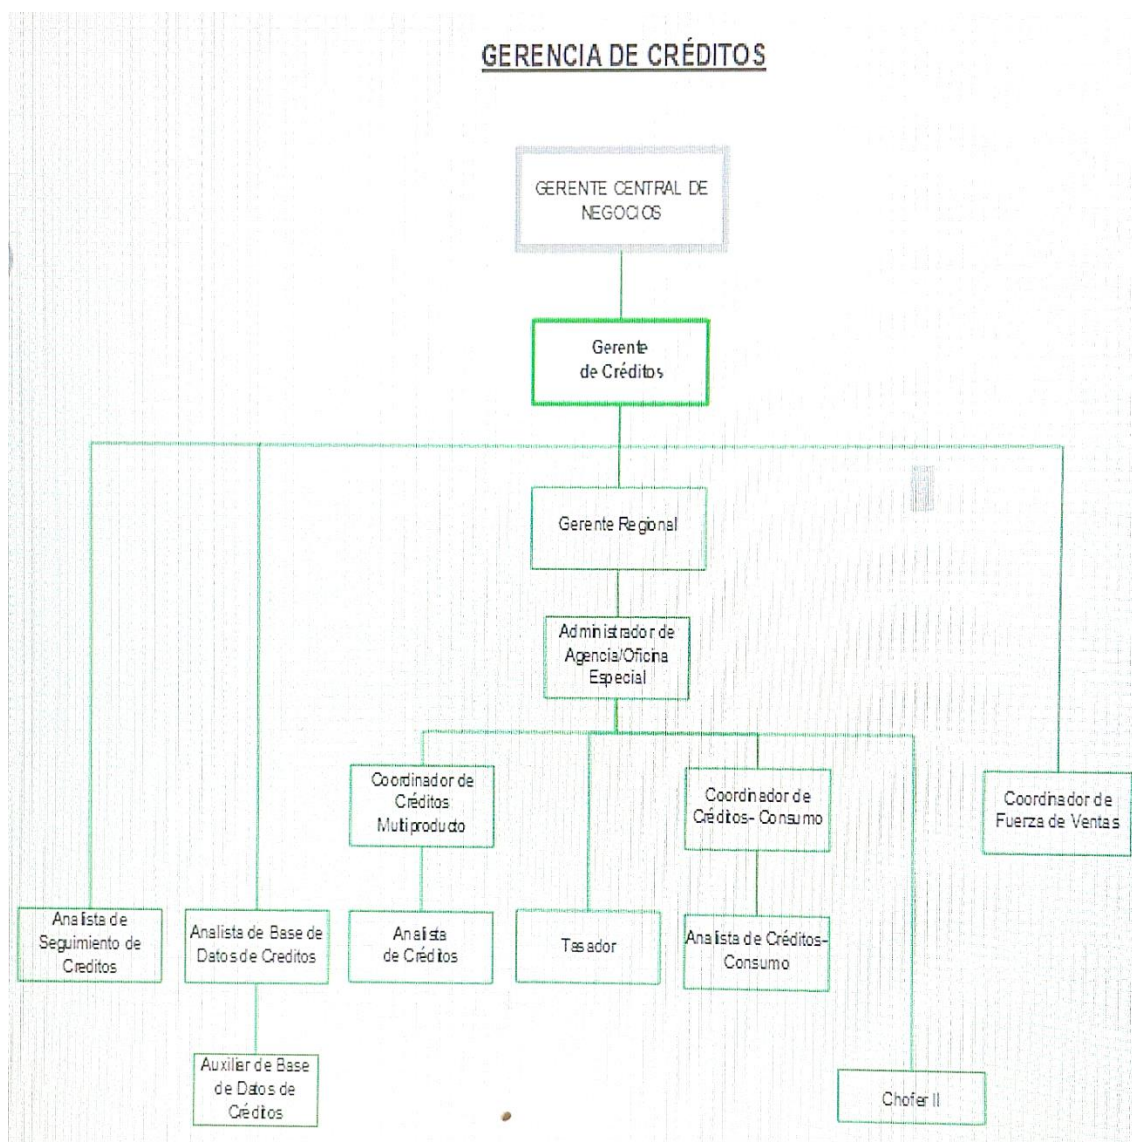 GERENCIA DE CRÉDITOS
GERENTE CENTRAL DE
NEGOCIOS
Gerente
de Créditos
Gerente Regional
Administrador de
Agencia/Oficina
Especial
Coordinador de
Créditos
Multiproducto
Coordinador de
Créditos- Consumo
Coordinador de
Fuerza de Ventas
Analista de
Seguimiento de
Creditos
Analista de Base de
Datos de Creditos
Analista
de Créditos
Tasador
Analista de Créditos-
Consumo
Auxiliar de Base
de Datos de
Créditos
Chofer II